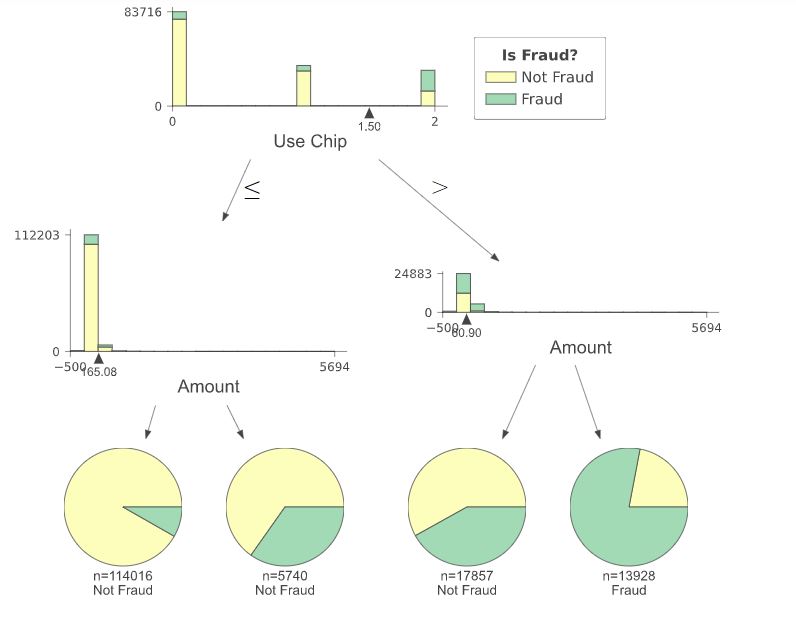 83716
0
0
1.50
2
Use Chip
Is Fraud?
Not Fraud
Fraud
≤
>
112203
0
−500
165.08
5694
Amount
24883
0
−500
60.90
5694
Amount
n=114016
Not Fraud
n=5740
Not Fraud
n=17857
Not Fraud
n=13928
Fraud